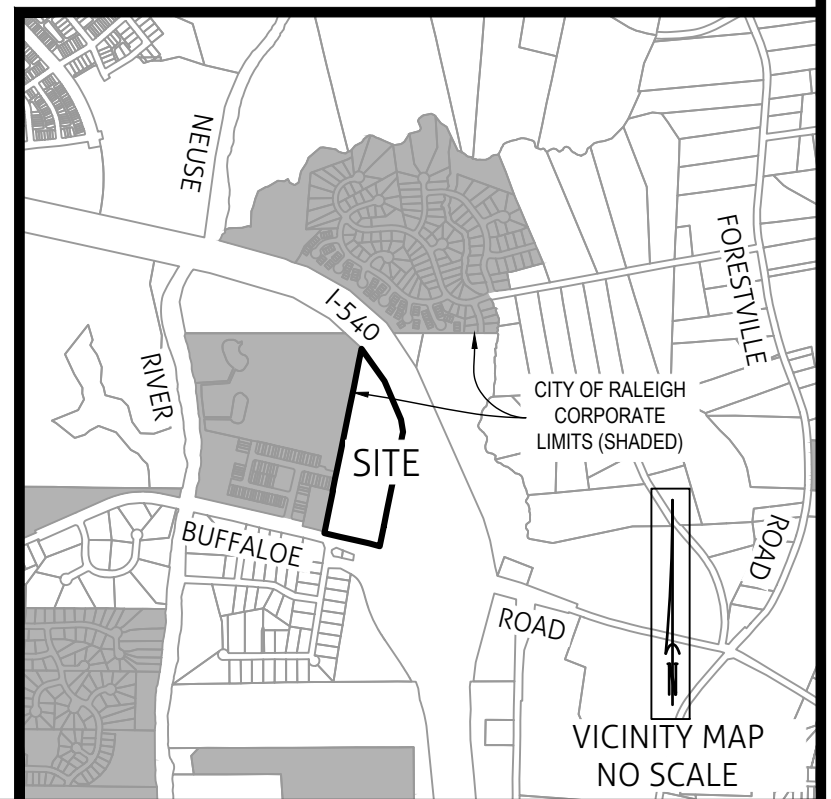 NEUSE
FORESTVILLE
I-540
RIVER
CITY OF RALEIGH
CORPORATE
LIMITS (SHADED)
SITE
BUFFALOE
ROAD
ROAD
N
VICINITY MAP
NO SCALE